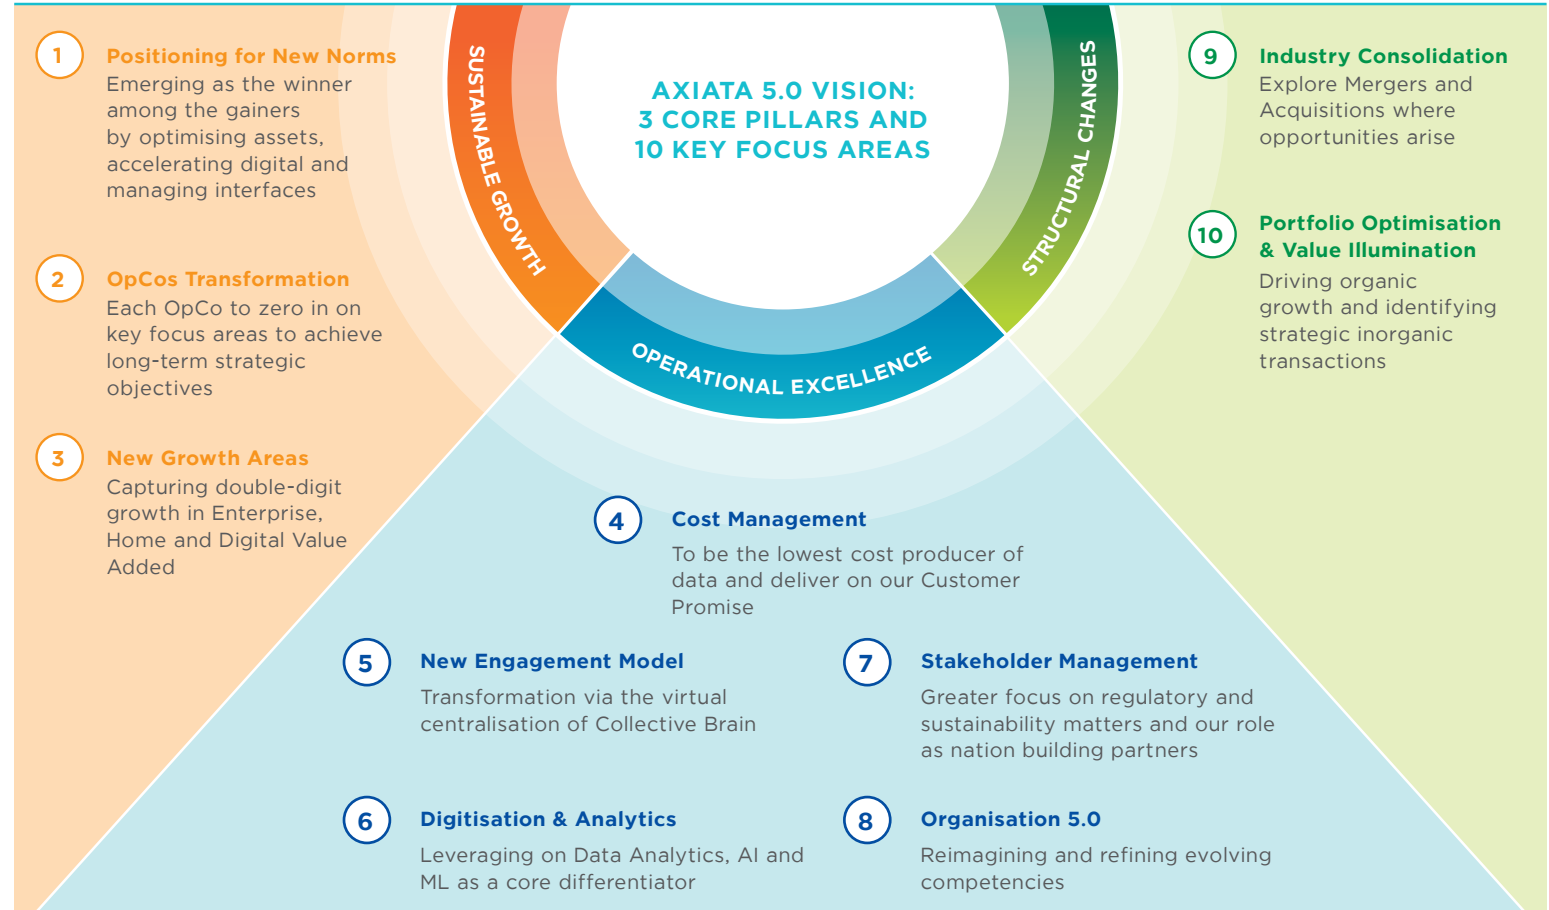 AXIATA 5.0 VISION:
3 CORE PILLARS AND
10 KEY FOCUS AREAS
SUSTAINABLE GROWTH
1
Positioning for New Norms
Emerging as the winner
among the gainers
by optimising assets,
accelerating digital and
managing interfaces
2
OpCos Transformation
Each OpCo to zero in on
key focus areas to achieve
long-term strategic
objectives
3
New Growth Areas
Capturing double-digit
growth in Enterprise,
Home and Digital Value
Added
OPERATIONAL EXCELLENCE
4
Cost Management
To be the lowest cost producer of
data and deliver on our Customer
Promise
5
New Engagement Model
Transformation via the virtual
centralisation of Collective Brain
6
Digitisation & Analytics
Leveraging on Data Analytics, AI and
ML as a core differentiator
7
Stakeholder Management
Greater focus on regulatory and
sustainability matters and our role
as nation building partners
8
Organisation 5.0
Reimagining and refining evolving
competencies
STRUCTURAL CHANGES
9
Industry Consolidation
Explore Mergers and
Acquisitions where
opportunities arise
10
Portfolio Optimisation
& Value Illumination
Driving organic
growth and identifying
strategic inorganic
transactions